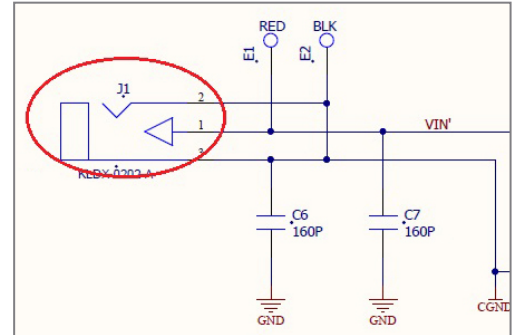 RED BLK
E1
E2
J1
2
1
VIN'
3
KLDX-0202-A
C6
160P
C7
160P
GND
GND
CGND